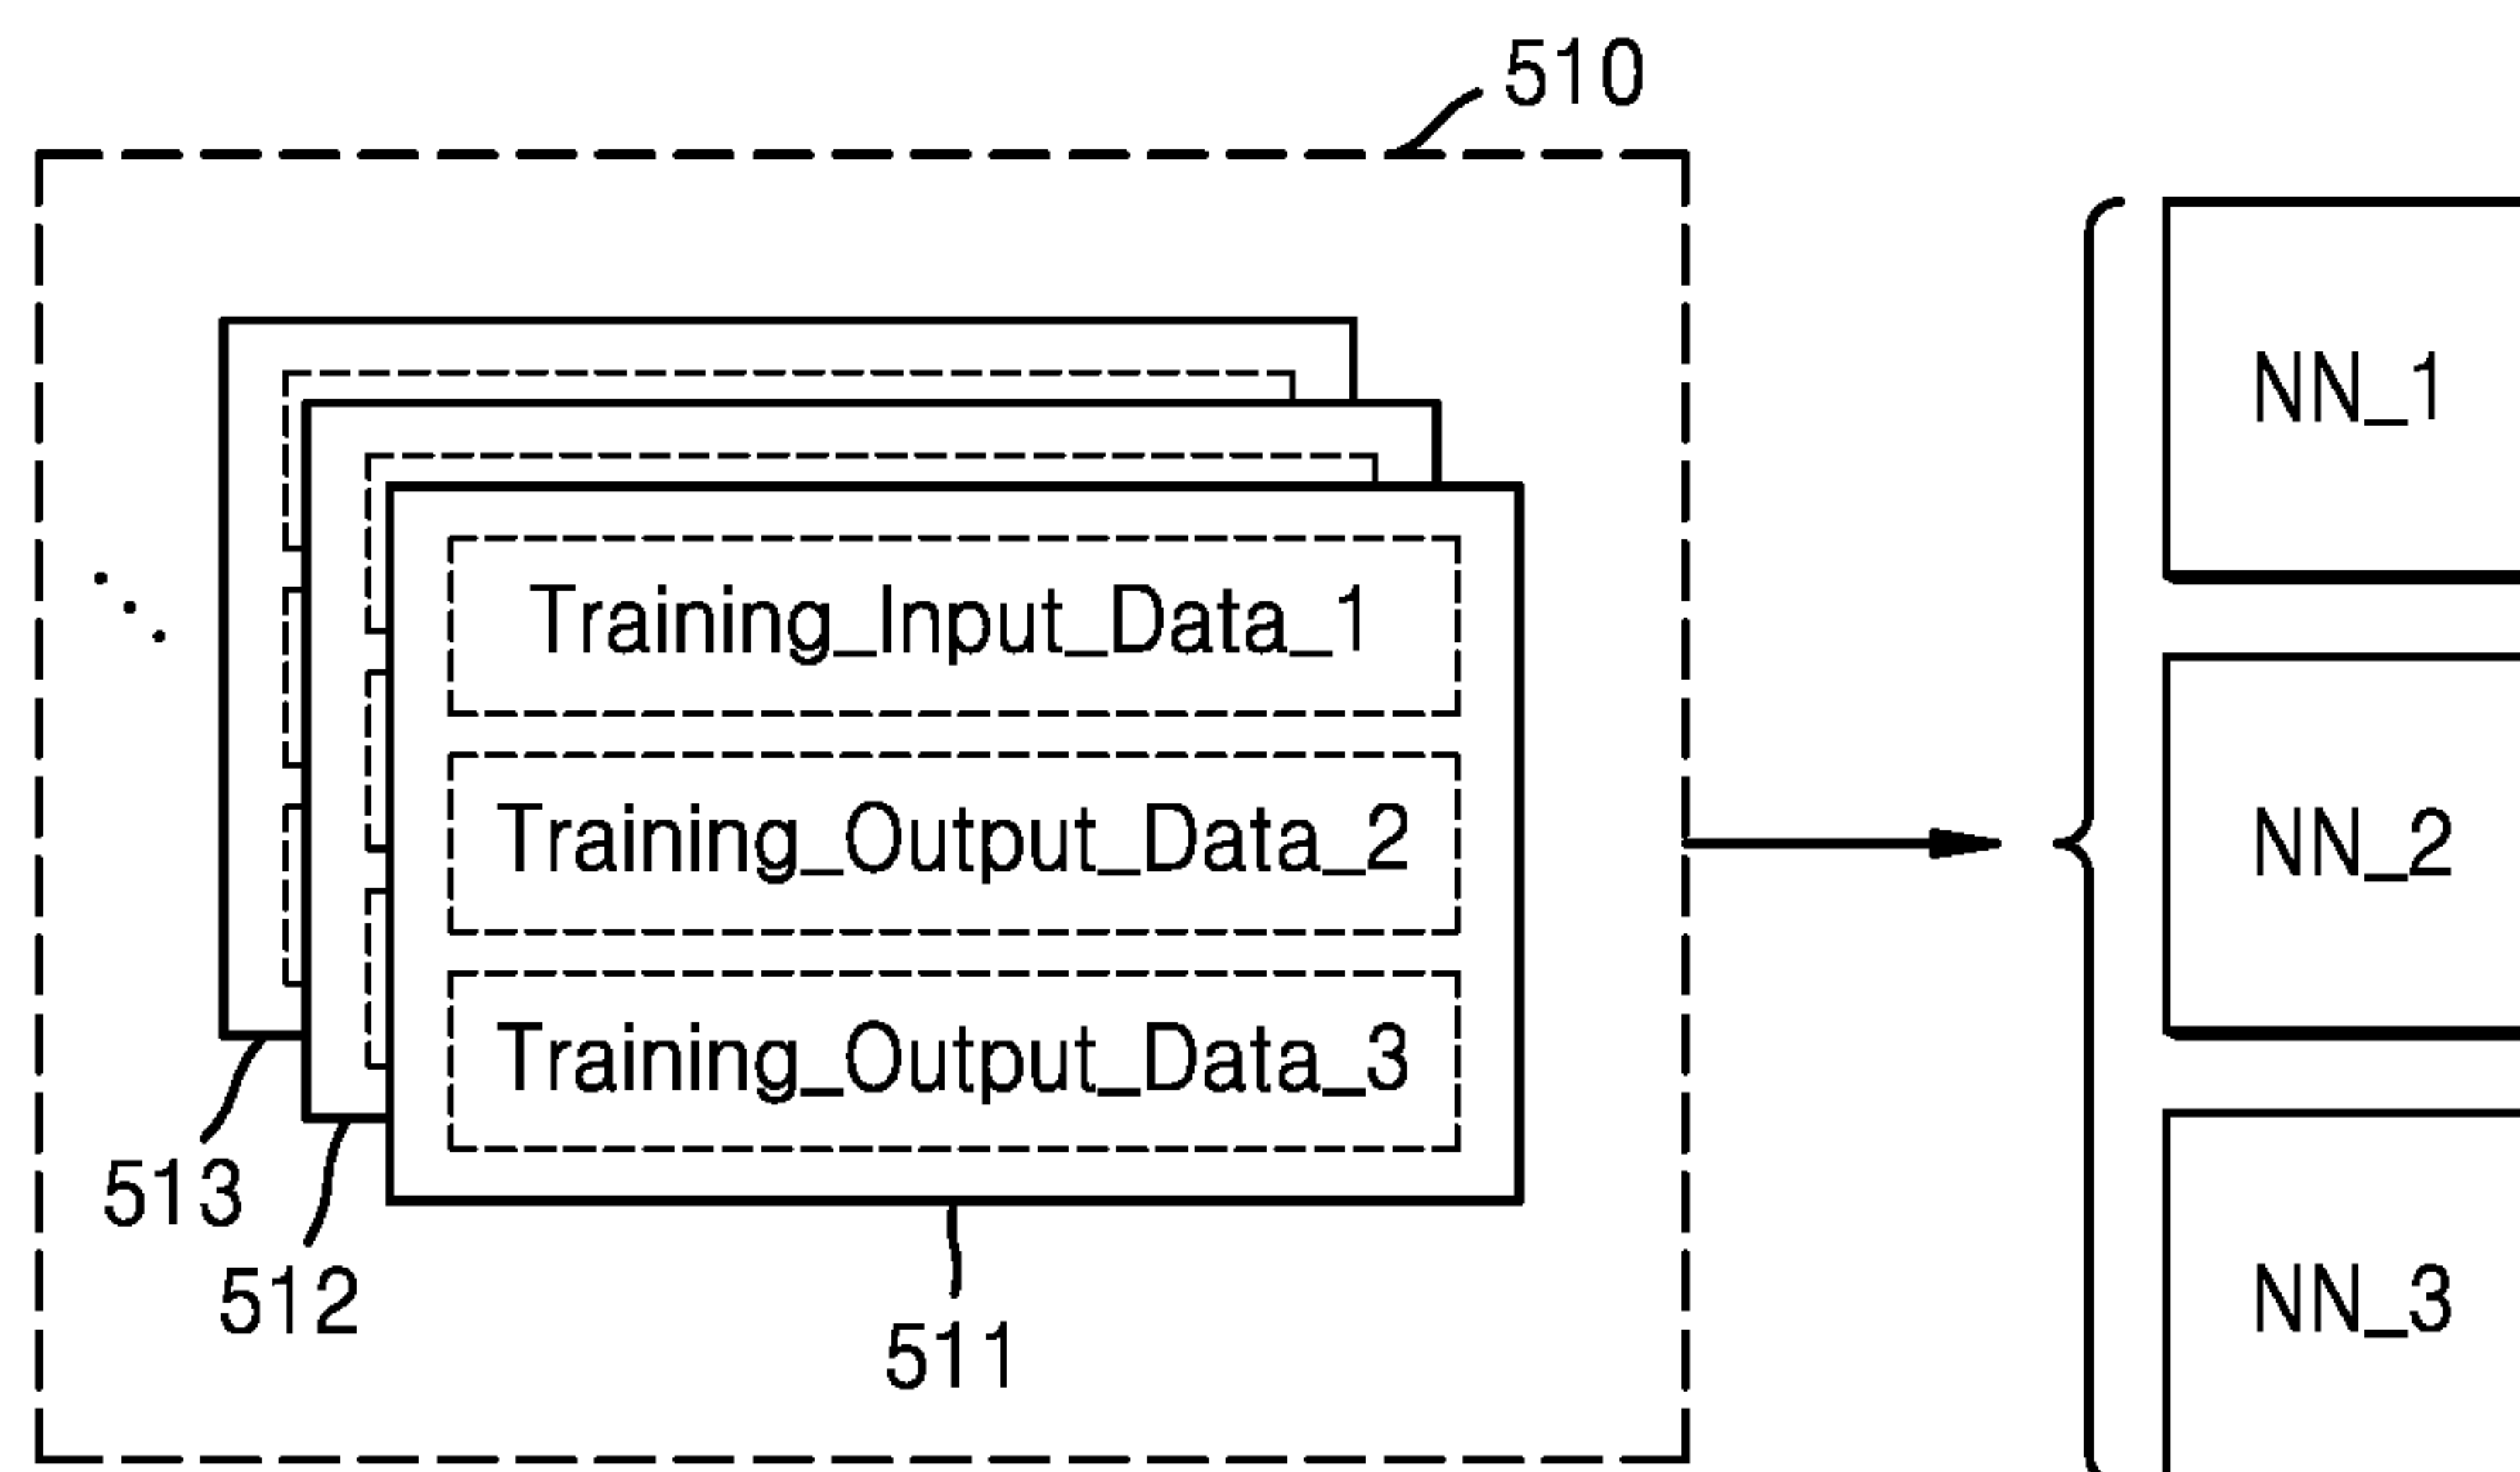 510
Training_Input_Data_1
Training_Output_Data_2
Training_Output_Data_3
513
512
511
NN_1
NN_2
NN_3